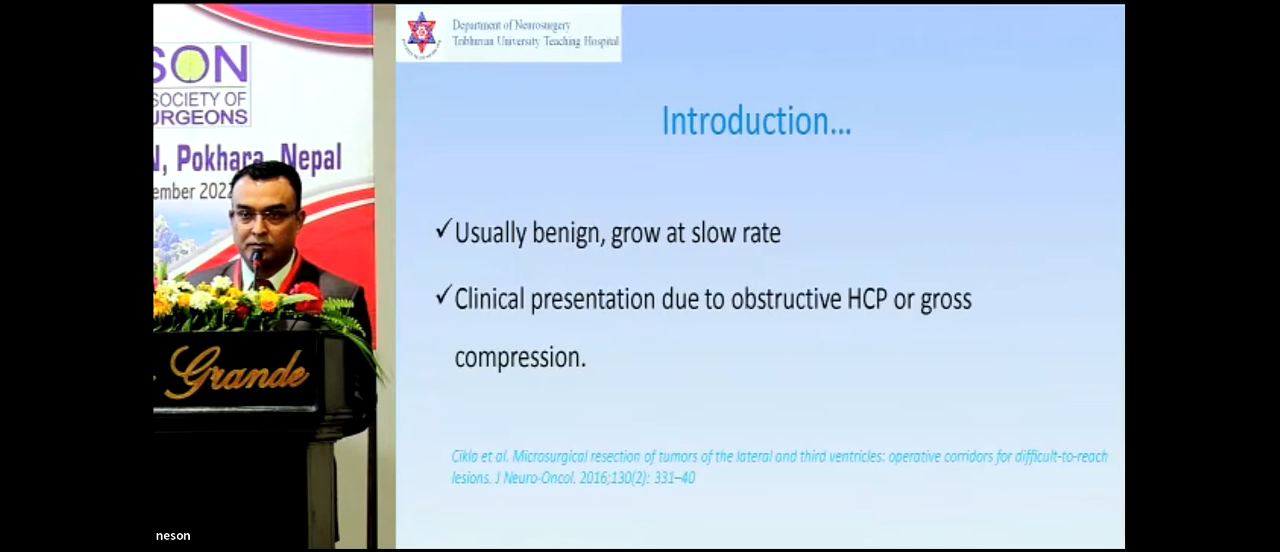 SON
SOCIETY OF
URGEONS
N, Pokhara, Nepal
ember 202
Grande
neson
Department of Neurosurgery
Tribhuvan University Teaching Hospital
Introduction...
✓Usually benign, grow at slow rate
✓Clinical presentation due to obstructive HCP or gross
compression.
Cikla et al. Microsurgical resection of tumors of the lateral and third ventricles: operative corridors for difficult-to-reach
lesions. J Neuro-Oncol. 2016;130(2): 331–40